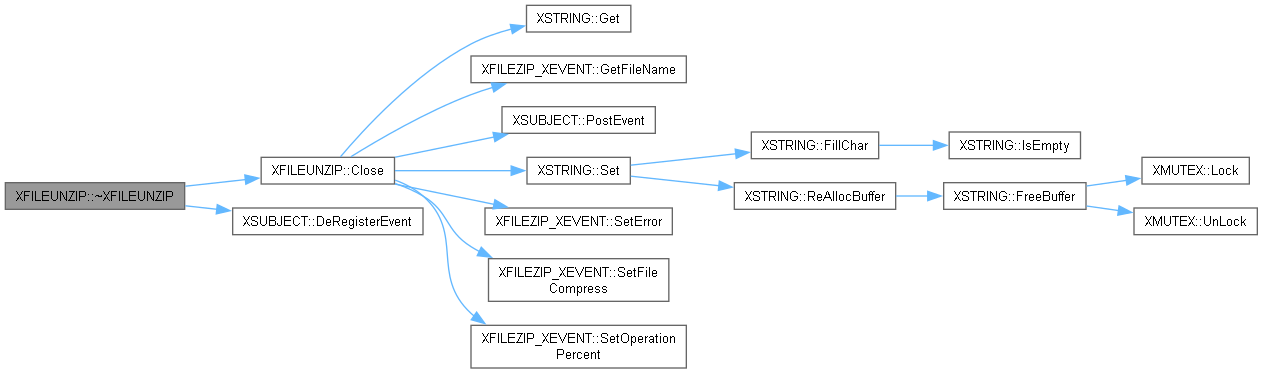 XFILEUNZIP::~XFILEUNZIP
XFILEUNZIP::Close
XSUBJECT::DeRegisterEvent
XSTRING::Get
XFILEZIP_XEVENT::GetFileName
XSUBJECT::PostEvent
XSTRING::Set
XFILEZIP_XEVENT::SetError
XFILEZIP_XEVENT::SetFile
Compress
XFILEZIP_XEVENT::SetOperation
Percent
XSTRING::FillChar
XSTRING::ReAllocBuffer
XSTRING::IsEmpty
XSTRING::FreeBuffer
XMUTEX::Lock
XMUTEX::UnLock